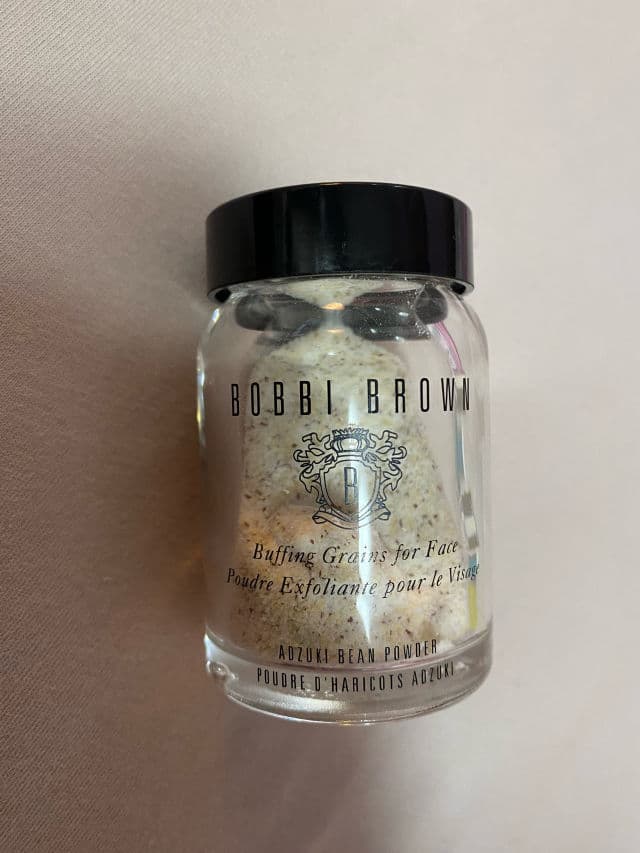 BOBBI BROWN
B
Buffing Grains for Face
Poudre Exfoliante pour le Visage
ADZUKI BEAN POWDER
POUDRE D'HARICOTS ADZUKI